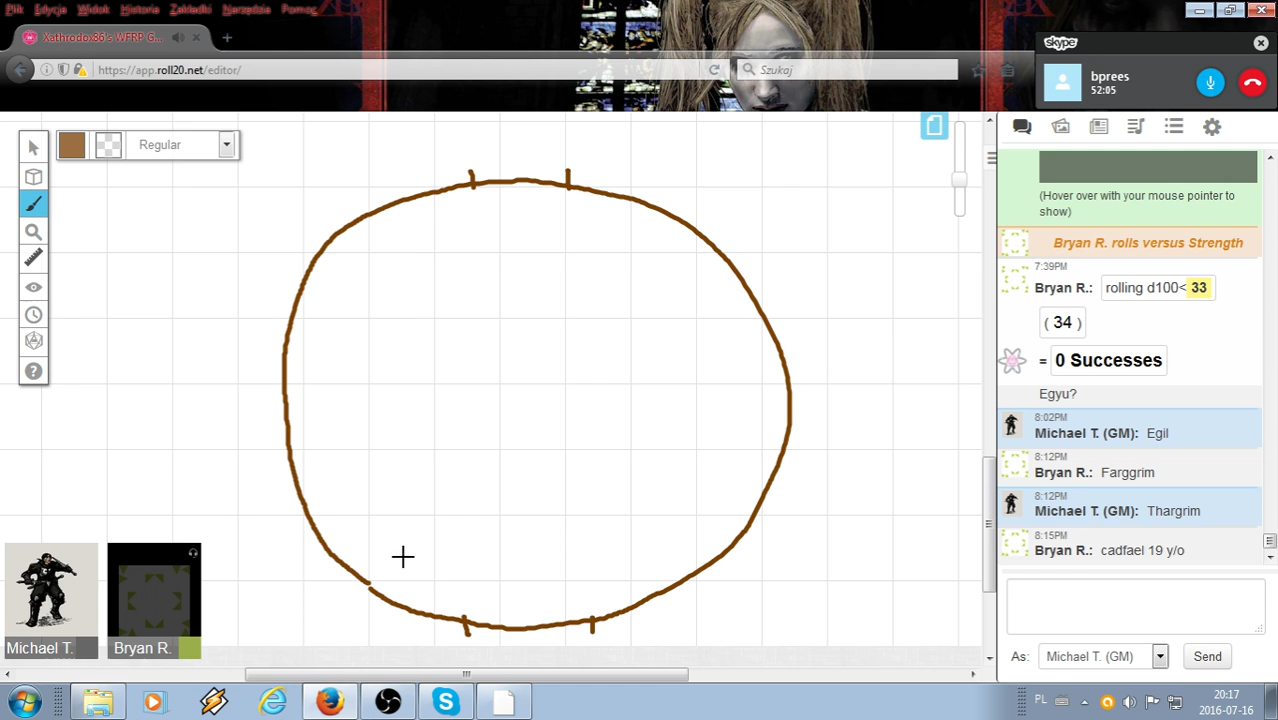 Plik Edycja Widok Historia Zakładki Narzędzia Pomoc
Xathrodox86's WFRP G...
https://app.roll20.net/editor/
Szukaj
skype
bprees
52:05
Regular
(Hover over with your mouse pointer to
show)
Bryan R. rolls versus Strength
7:39PM
Bryan R.: rolling d100<33
(34)
= 0 Successes
Egyu?
8:02PM
Michael T. (GM): Egil
8:12PM
Bryan R.: Farggrim
8:12PM
Michael T. (GM): Thargrim
8:15PM
Bryan R.: cadfael 19 y/o
Michael T.
Bryan R.
As: Michael T. (GM)
Send
PL
20:17
2016-07-16